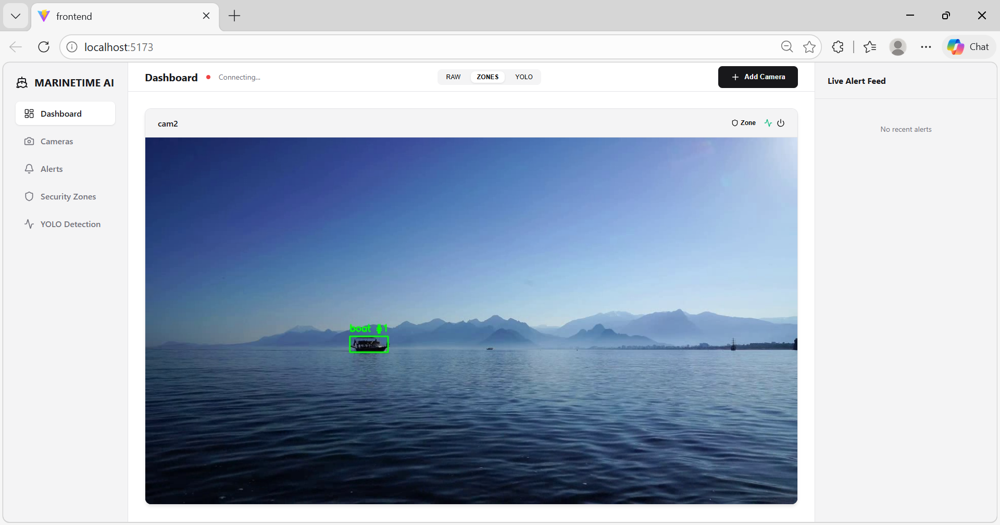 frontend
localhost:5173
Chat
MARINETIME AI
Dashboard
Cameras
Alerts
Security Zones
YOLO Detection
Dashboard
Connecting...
RAW
ZONES
YOLO
Add Camera
cam2
Zone
boat #1
Live Alert Feed
No recent alerts